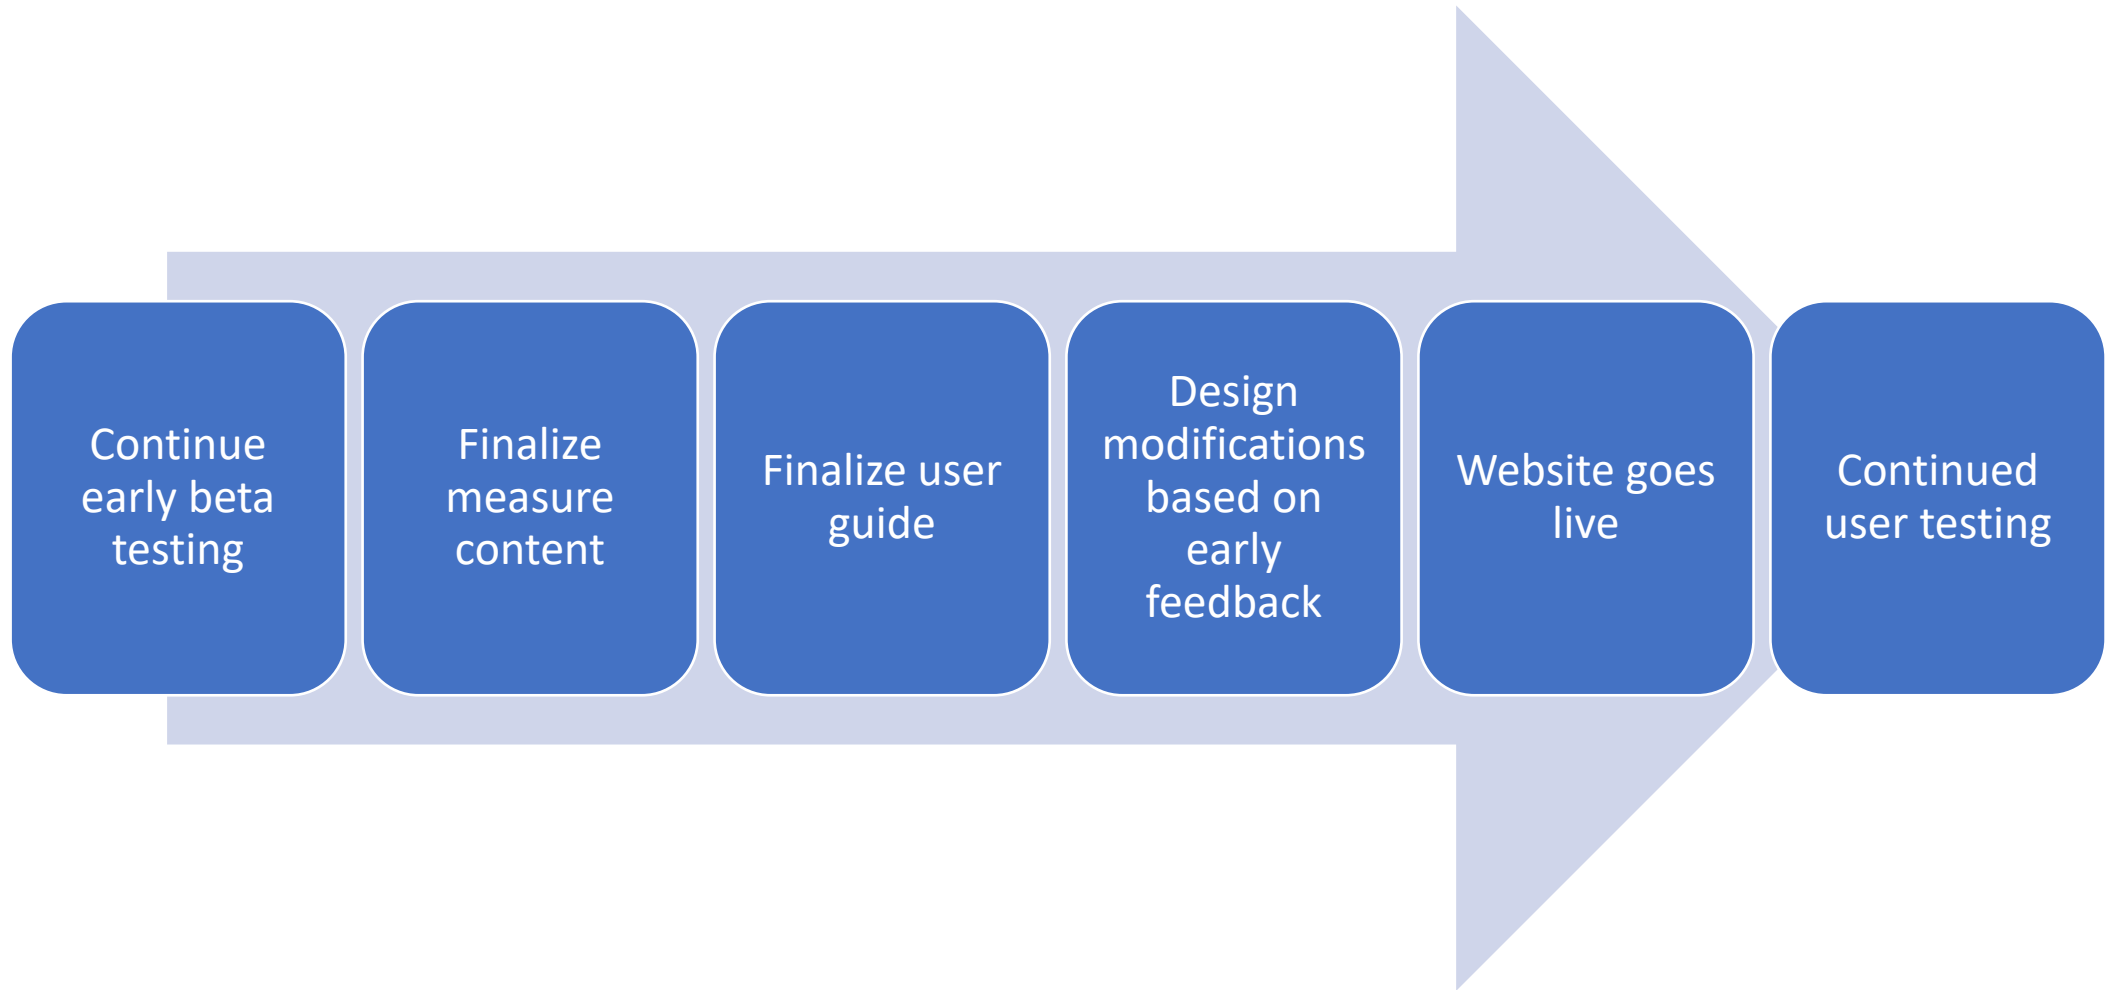 Continue
early beta
testing
Finalize
measure
content
Finalize user
guide
Design
modifications
based on
early
feedback
Website goes
live
Continued
user testing